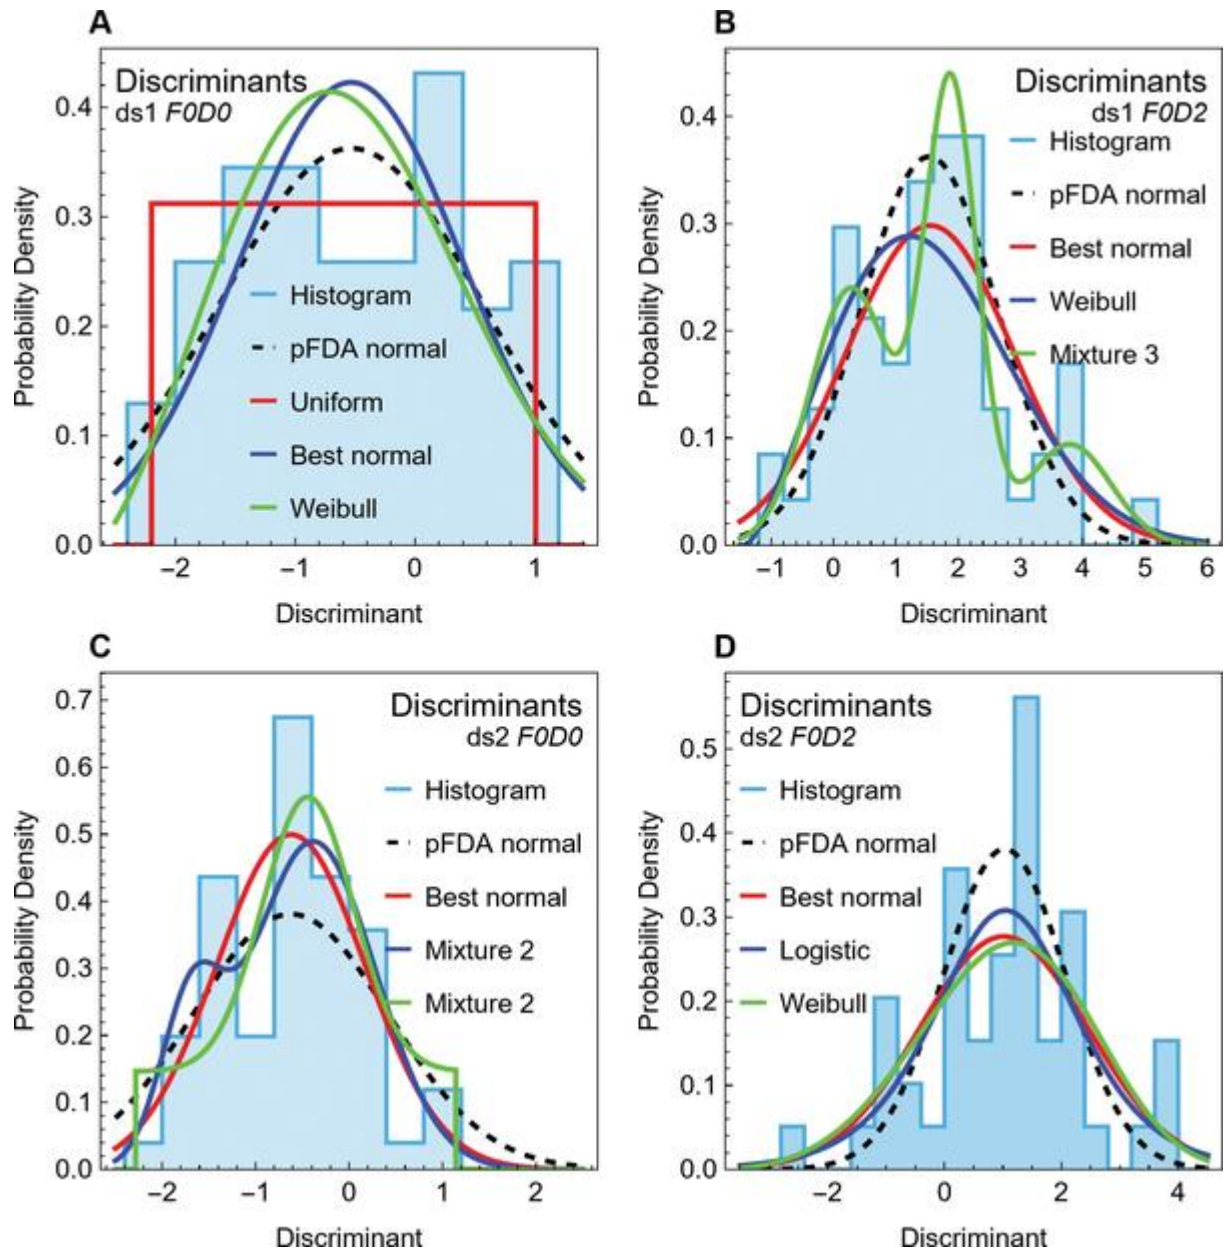 A
Discriminants
ds1 F0D0
Histogram
pFDA normal
Uniform
Best normal
Weibull
0.4
0.3
0.2
0.1
0.0
−2 −1 0 1
Probability Density
Discriminant
B
Discriminants
ds1 F0D2
Histogram
pFDA normal
Best normal
Weibull
Mixture 3
0.4
0.3
0.2
0.1
0.0
−1 0 1 2 3 4 5 6
Probability Density
Discriminant
C
Discriminants
ds2 F0D0
Histogram
pFDA normal
Best normal
Mixture 2
Mixture 2
0.7
0.6
0.5
0.4
0.3
0.2
0.1
0.0
−2 −1 0 1 2
Probability Density
Discriminant
D
Discriminants
ds2 F0D2
Histogram
pFDA normal
Best normal
Logistic
Weibull
0.5
0.4
0.3
0.2
0.1
0.0
−2 0 2 4
Probability Density
Discriminant